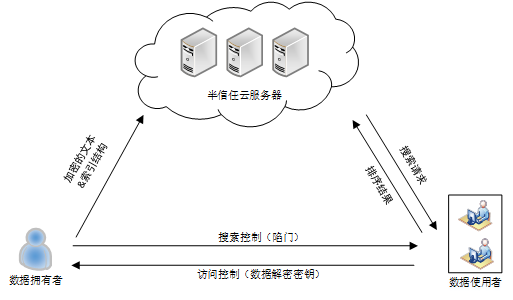 半信任云服务器
加密的文本
&索引结构
搜索请求
排序结果
搜索控制（陷门）
访问控制（数据解密密钥）
数据拥有者
数据使用者